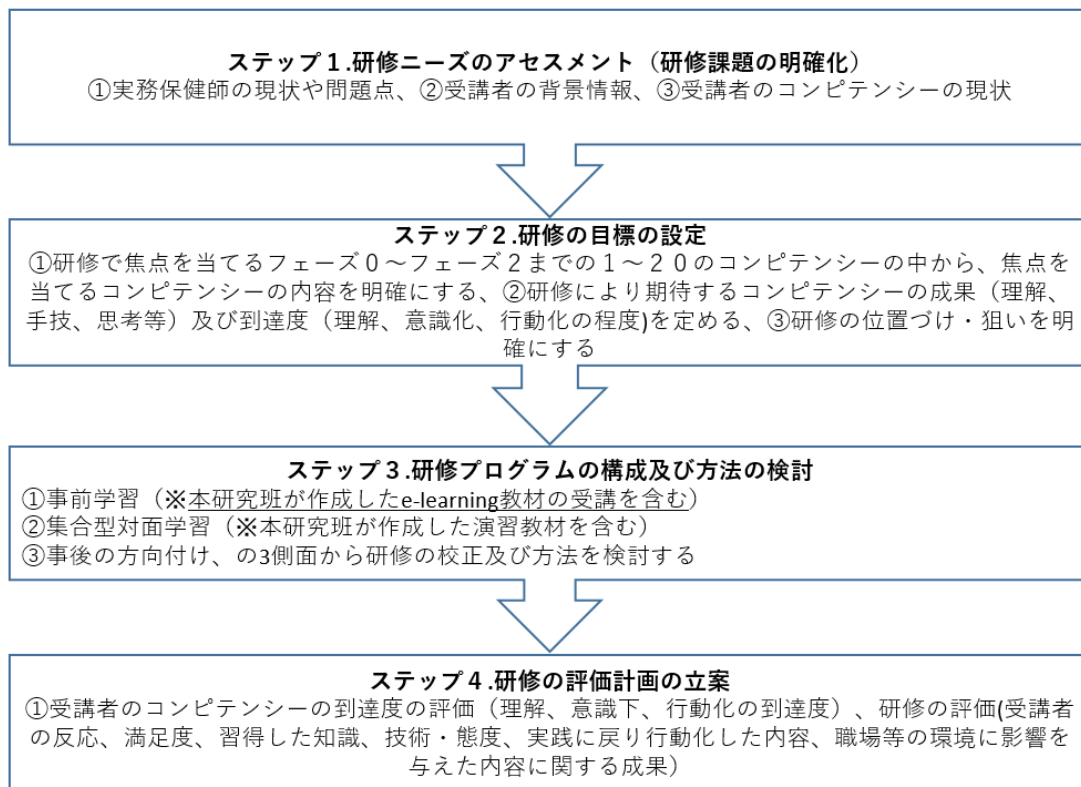 ステップ１.研修ニーズのアセスメント（研修課題の明確化）
①実務保健師の現状や問題点、②受講者の背景情報、③受講者のコンピテンシーの現状
ステップ２.研修の目標の設定
①研修で焦点を当てるフェーズ０～フェーズ２までの１～２０のコンピテンシーの中から、焦点を
当てるコンピテンシーの内容を明確にする、②研修により期待するコンピテンシーの成果（理解、
手技、思考等）及び到達度（理解、意識化、行動化の程度)を定める、③研修の位置づけ・狙いを明
確にする
ステップ３.研修プログラムの構成及び方法の検討
①事前学習（※本研究班が作成したe-learning教材の受講を含む）
②集合型対面学習（※本研究班が作成した演習教材を含む）
③事後の方向付け、の3側面から研修の校正及び方法を検討する
ステップ４.研修の評価計画の立案
①受講者のコンピテンシーの到達度の評価（理解、意識下、行動化の到達度）、研修の評価(受講者
の反応、満足度、習得した知識、技術・態度、実践に戻り行動化した内容、職場等の環境に影響を
与えた内容に関する成果）